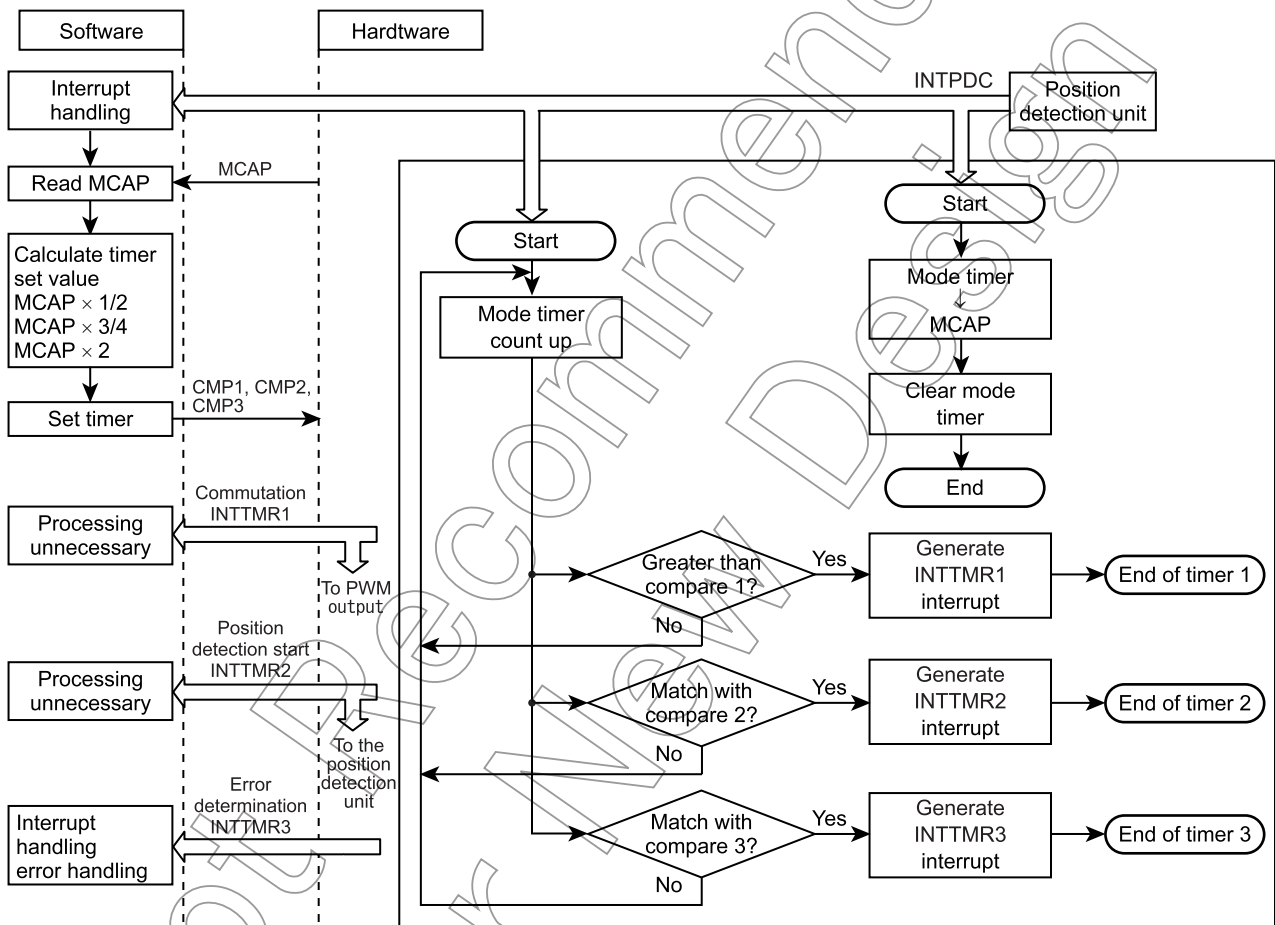 Software
Hardtware
Interrupt
handling
INTPDC
Position
detection unit
Read MCAP
MCAP
Start
Start
Calculate timer
set value
MCAP × 1/2
MCAP × 3/4
MCAP × 2
Mode timer
count up
Mode timer
↓
MCAP
Clear mode
timer
Set timer
CMP1, CMP2,
CMP3
End
Commutation
INTTMR1
Processing
unnecessary
To PWM
output
Greater than
compare 1?
Yes
No
Generate
INTTMR1
interrupt
End of timer 1
Position
detection start
INTTMR2
Processing
unnecessary
To the
position
detection
unit
Match with
compare 2?
Yes
No
Generate
INTTMR2
interrupt
End of timer 2
Error
determination
INTTMR3
Interrupt
handling
error handling
Match with
compare 3?
Yes
No
Generate
INTTMR3
interrupt
End of timer 3
ot Recommende
r New Design